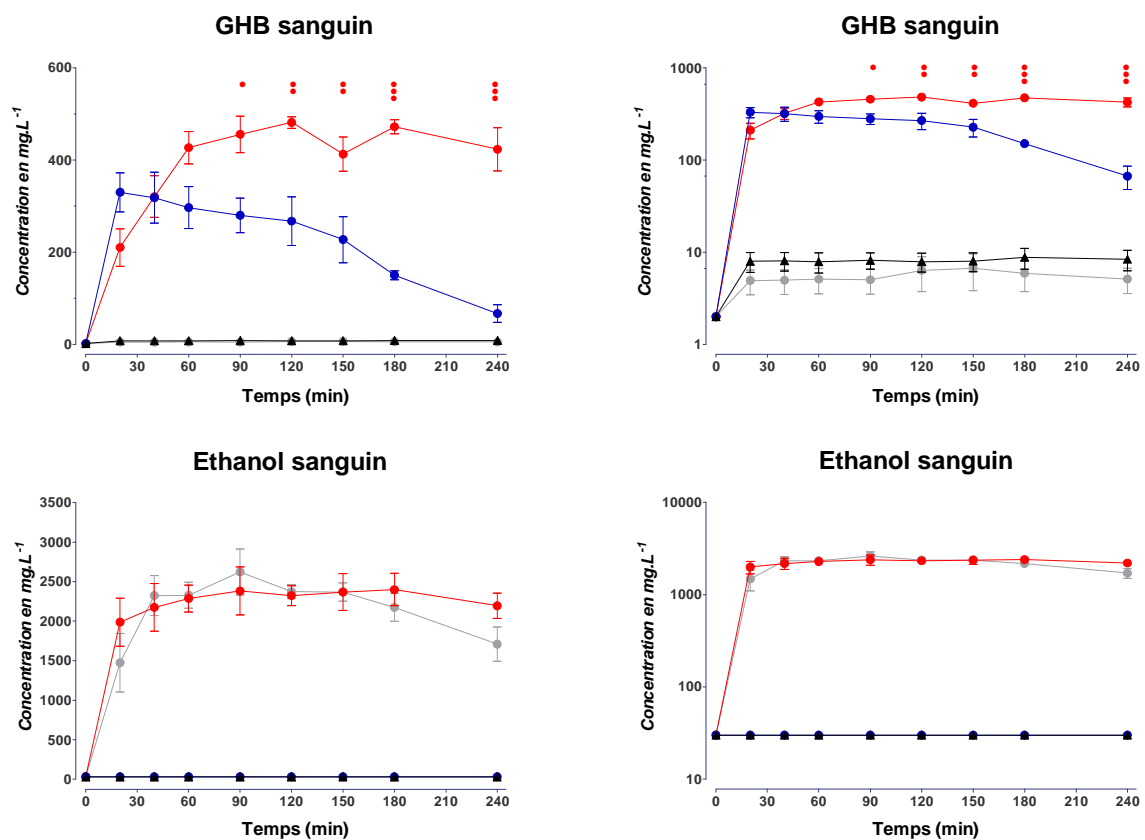 GHB sanguin
600
400
200
0
Concentration en mg.L-1
0 30 60 90 120 150 180 210 240
Temps (min)
GHB sanguin
1000
100
10
1
Concentration en mg.L-1
0 30 60 90 120 150 180 210 240
Temps (min)
Ethanol sanguin
3500
3000
2500
2000
1500
1000
500
0
Concentration en mg.L-1
0 30 60 90 120 150 180 210 240
Temps (min)
Ethanol sanguin
10000
1000
100
10
Concentration en mg.L-1
0 30 60 90 120 150 180 210 240
Temps (min)